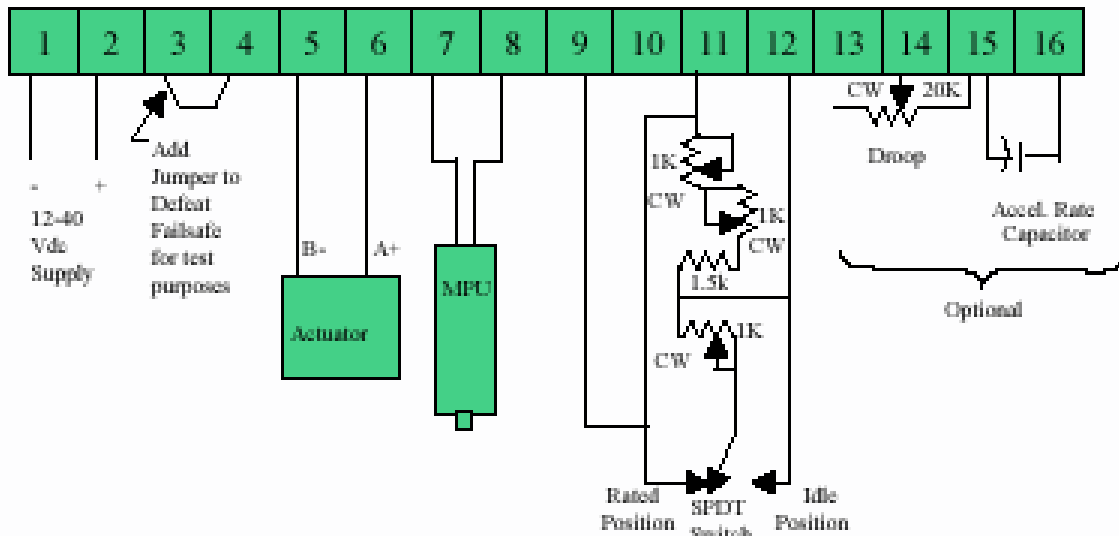 1 2 3 4 5 6 7 8 9 10 11 12 13 14 15 16
-
+
12-40
Vdc
Supply
Add
Jumper to
Defeat
Failsafe
for test
purposes
B-
A+
Actuator
MPU
1K
CW
1K
CW
1.5k
1K
CW
Rated
Position
SPDT
Switch
Idle
Position
CW
20K
Droop
Accel. Rate
Capacitor
Optional